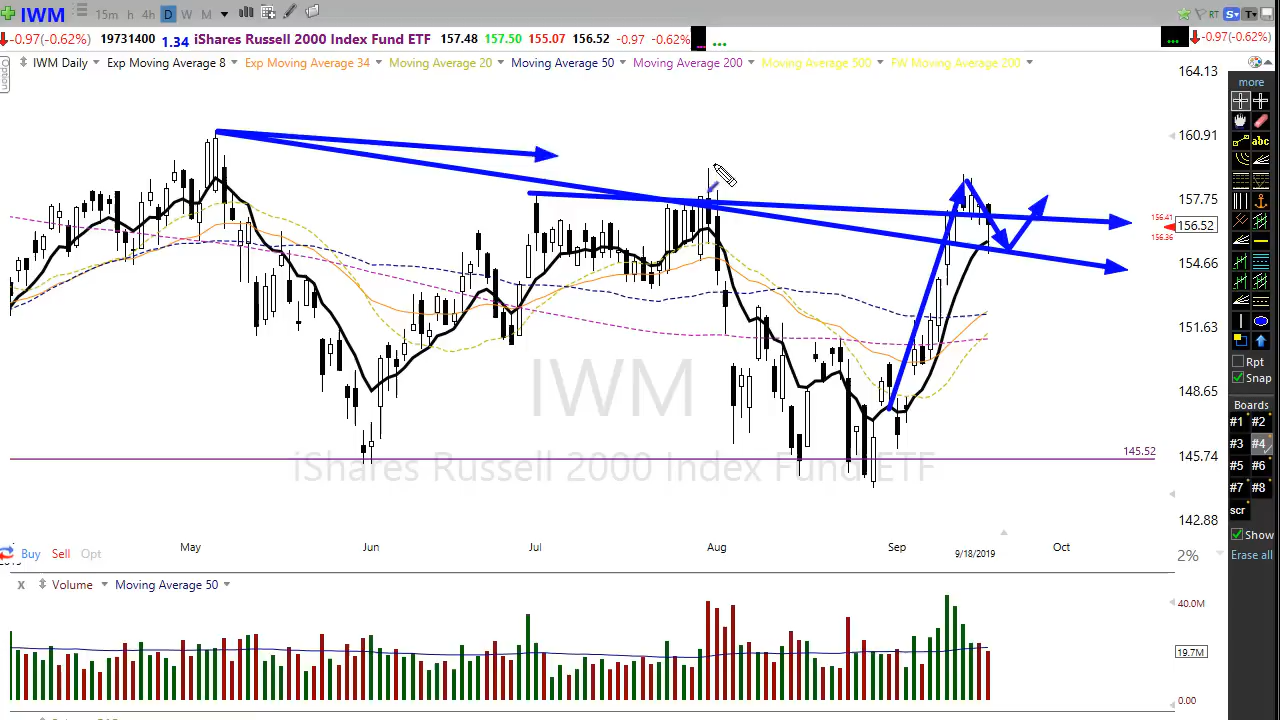 IWM 15m h 4h D W M RT S T
-0.97(-0.62%) 19731400 1.34 iShares Russell 2000 Index Fund ETF 157.48 157.50 155.07 156.52 -0.97 -0.62% ... ... -0.97(-0.62%)
Option
IWM Daily Exp Moving Average 8 Exp Moving Average 34 Moving Average 20 Moving Average 50 Moving Average 200 Moving Average 500 FW Moving Average 200
164.13
160.91
157.75
156.41
156.52
156.36
154.66
151.63
148.65
145.52
145.74
142.88
IWM
iShares Russell 2000 Index Fund ETF
May Jun Jul Aug Sep 9/18/2019 Oct
Buy Sell Opt
2%
X Volume Moving Average 50
40.0M
19.7M
0.00
more
abc
Rpt
Snap
Boards
#1 #2
#3 #4
#5 #6
#7 #8
scr
Show
Erase all